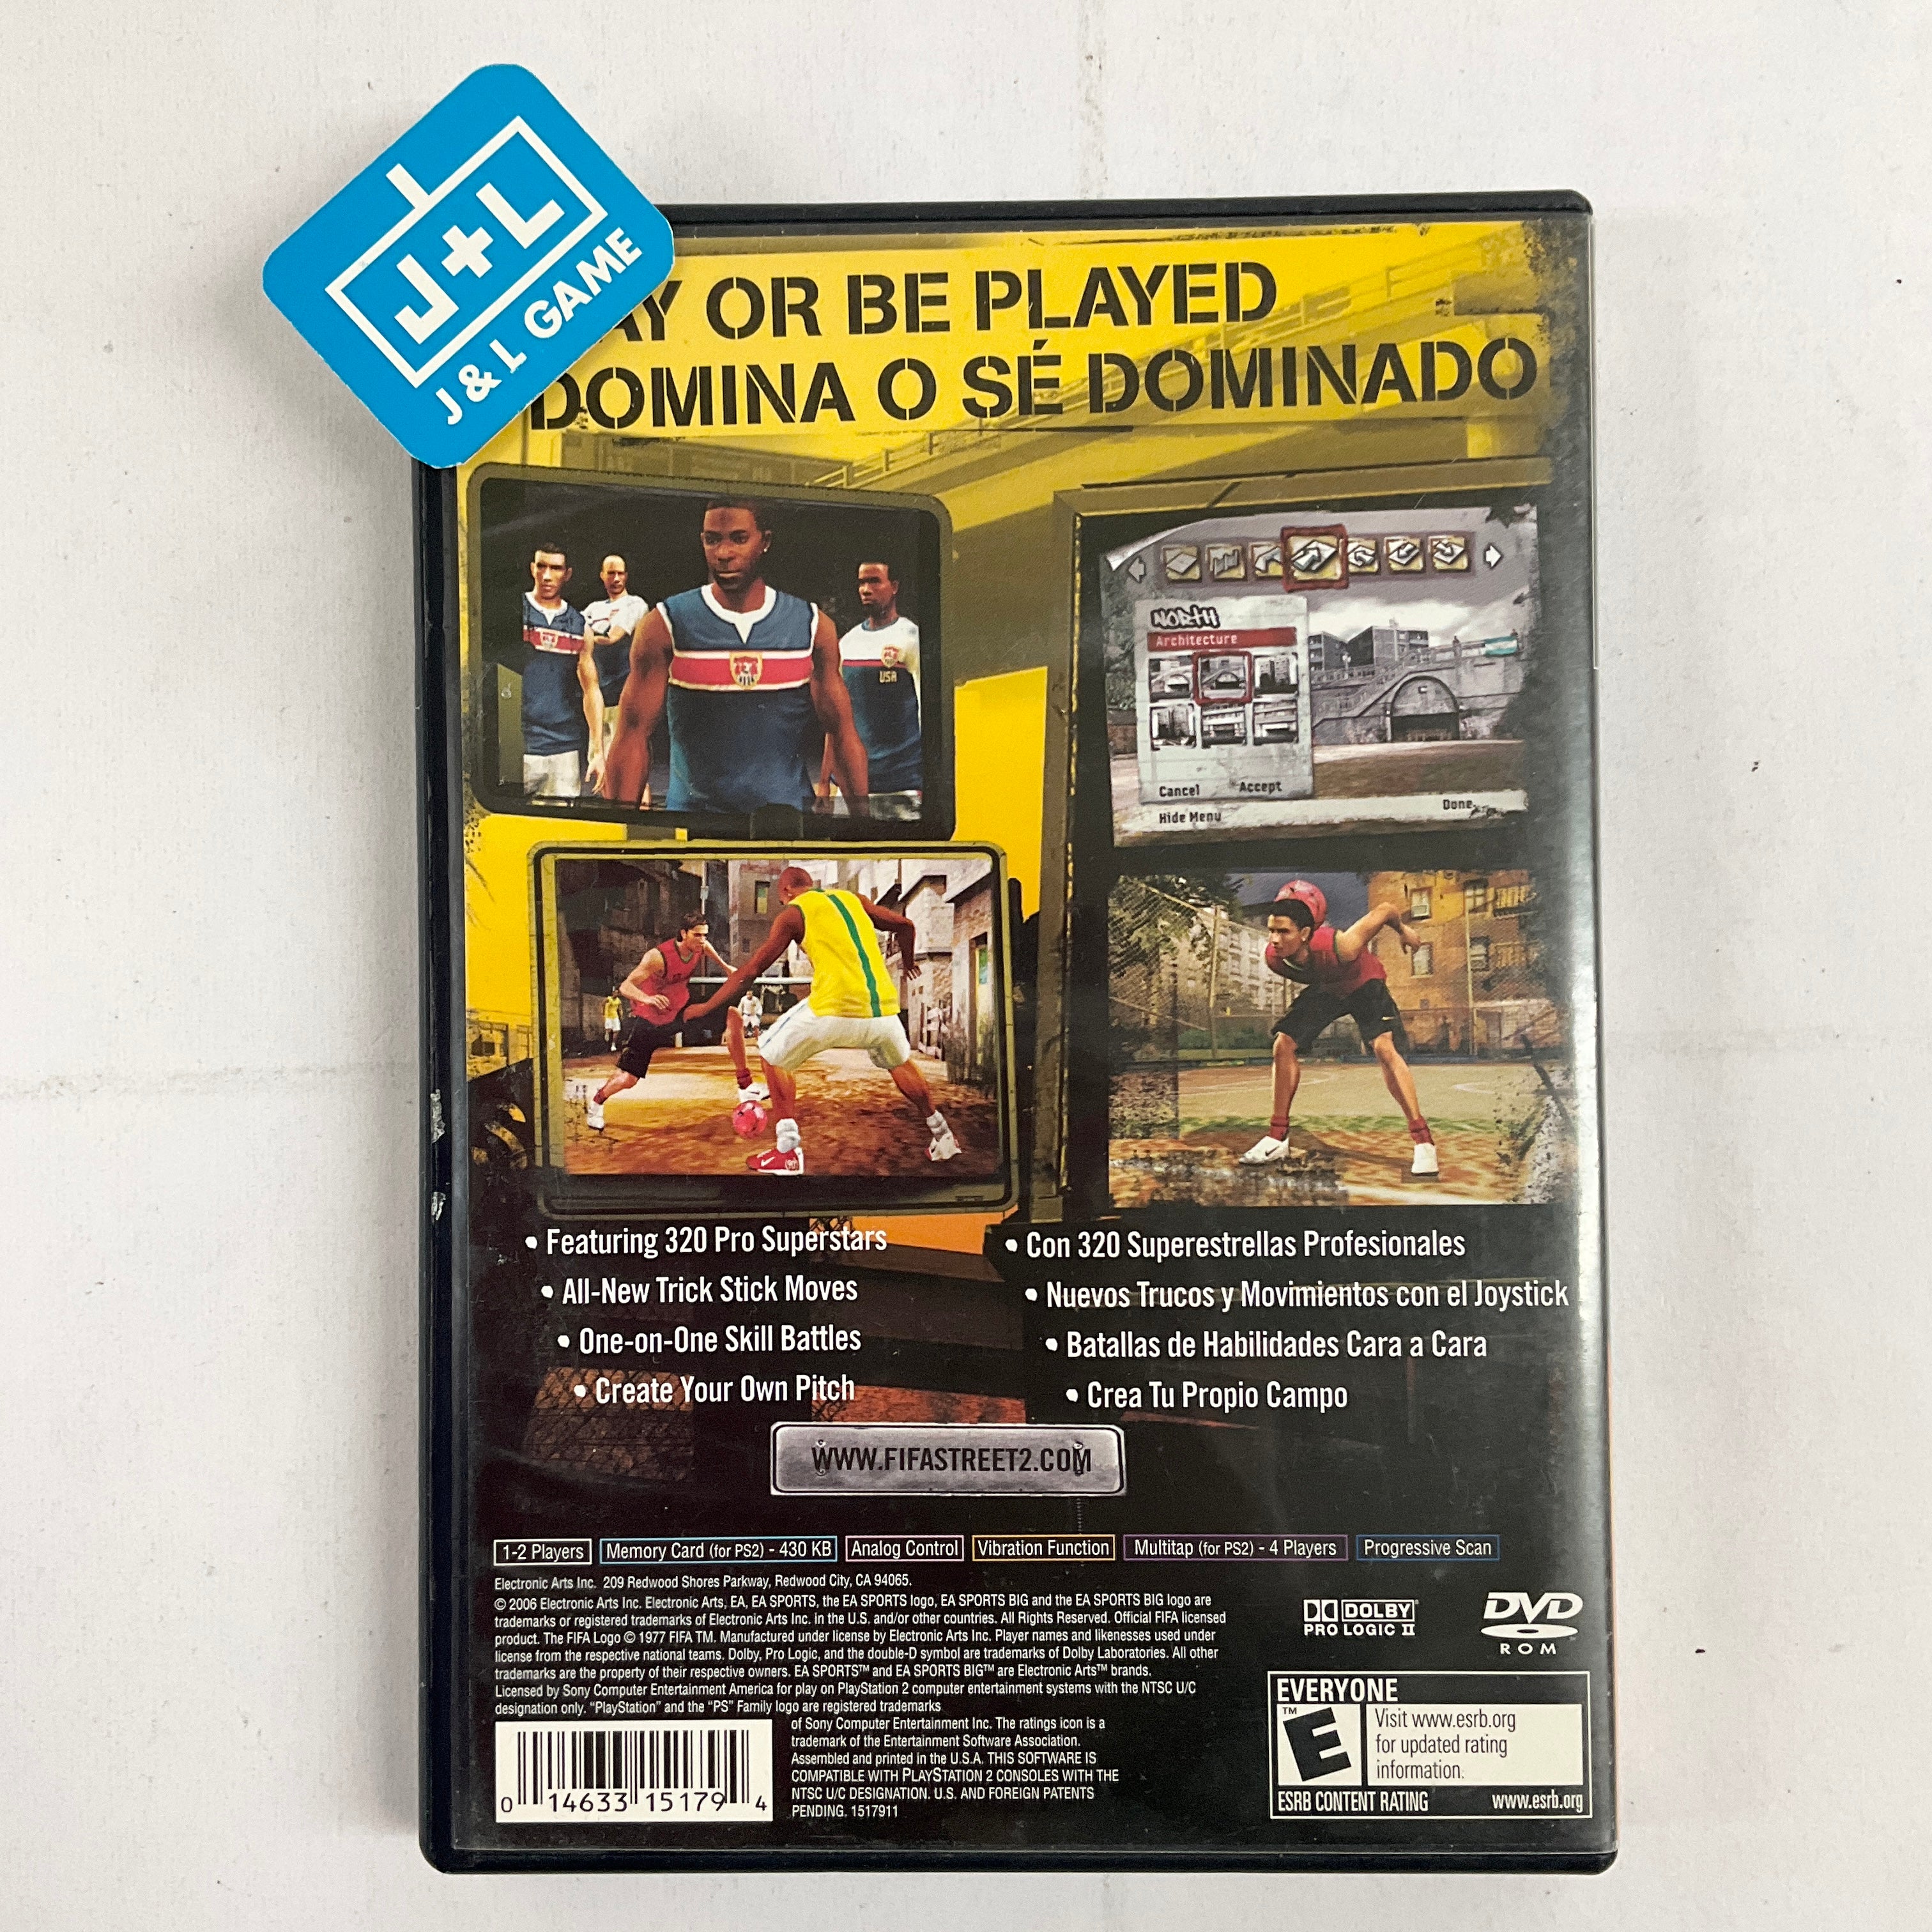 J+L
J & L GAME
OR BE PLAYED
DOMINA O SÉ DOMINADO
USA
NORTH
Architecture
Cancel Accept
Hide Menu
Done
• Featuring 320 Pro Superstars
• All-New Trick Stick Moves
• One-on-One Skill Battles
• Create Your Own Pitch
• Con 320 Superestrellas Profesionales
• Nuevos Trucos y Movimientos con el Joystick
• Batallas de Habilidades Cara a Cara
• Crea Tu Propio Campo
WWW.FIFASTREET2.COM
1-2 Players Memory Card (for PS2) - 430 KB Analog Control Vibration Function Multitap (for PS2) - 4 Players Progressive Scan
Electronic Arts Inc. 209 Redwood Shores Parkway, Redwood City, CA 94065.
© 2006 Electronic Arts Inc. Electronic Arts, EA, EA SPORTS, the EA SPORTS logo, EA SPORTS BIG and the EA SPORTS BIG logo are
trademarks or registered trademarks of Electronic Arts Inc. in the U.S. and/or other countries. All Rights Reserved. Official FIFA licensed
product. The FIFA Logo © 1977 FIFA TM. Manufactured under license by Electronic Arts Inc. Player names and likenesses used under
license from the respective national teams. Dolby, Pro Logic, and the double-D symbol are trademarks of Dolby Laboratories. All other
trademarks are the property of their respective owners. EA SPORTS™ and EA SPORTS BIG™ are Electronic Arts™ brands.
Licensed by Sony Computer Entertainment America for play on PlayStation 2 computer entertainment systems with the NTSC U/C
designation only. “PlayStation” and the “PS” Family logo are registered trademarks
of Sony Computer Entertainment Inc. The ratings icon is a
trademark of the Entertainment Software Association.
Assembled and printed in the U.S.A. THIS SOFTWARE IS
COMPATIBLE WITH PLAYSTATION 2 CONSOLES WITH THE
NTSC U/C DESIGNATION. U.S. AND FOREIGN PATENTS
PENDING. 1517911
0 14633 15179 4
DOLBY
PRO LOGIC II
DVD
ROM
EVERYONE
E™
Visit www.esrb.org
for updated rating
information.
ESRB CONTENT RATING www.esrb.org